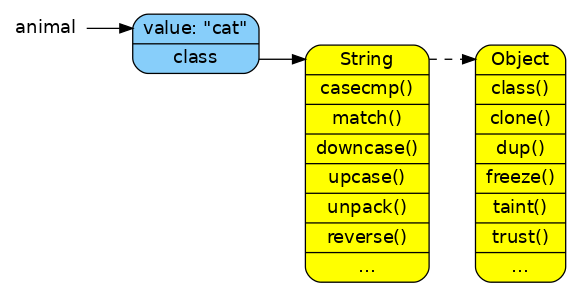 animal
value: "cat"
class
String
casecmp()
match()
downcase()
upcase()
unpack()
reverse()
...
Object
class()
clone()
dup()
freeze()
taint()
trust()
...